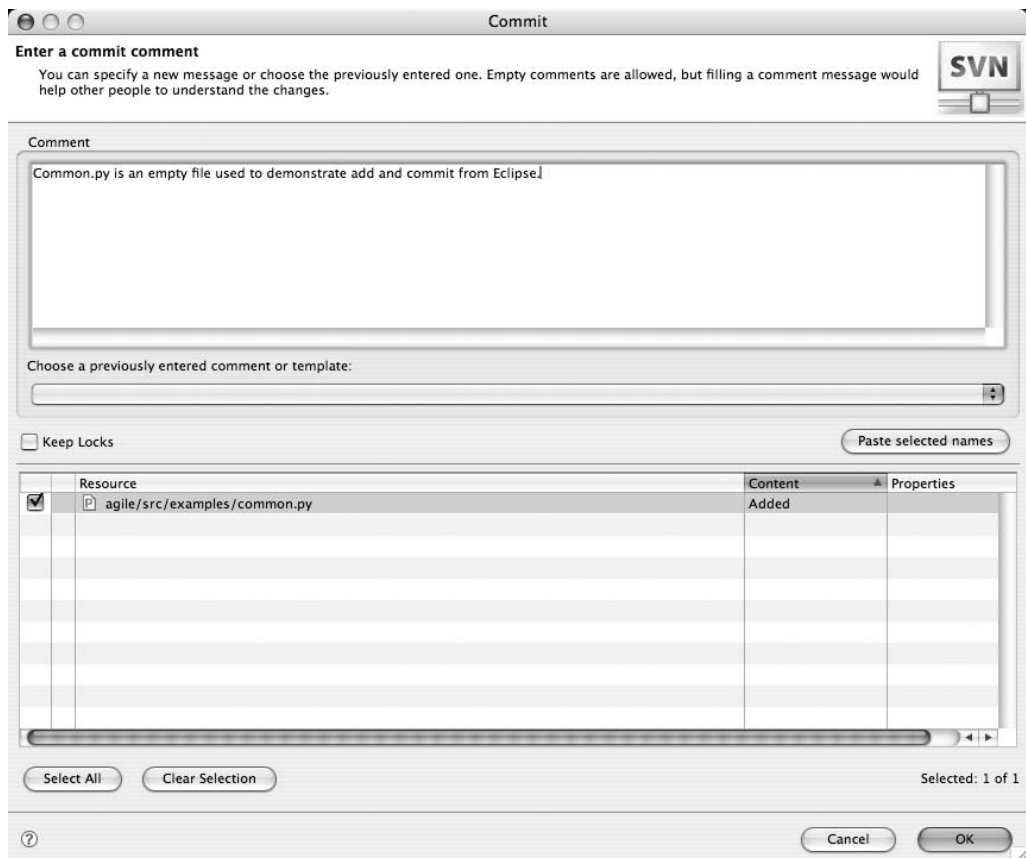 Commit
Enter a commit comment
You can specify a new message or choose the previously entered one. Empty comments are allowed, but filling a comment message would
help other people to understand the changes.
SVN
Comment
Common.py is an empty file used to demonstrate add and commit from Eclipse.
Choose a previously entered comment or template:
Keep Locks
Paste selected names
Resource Content Properties
P agile/src/examples/common.py Added
Select All Clear Selection Selected: 1 of 1
? Cancel OK